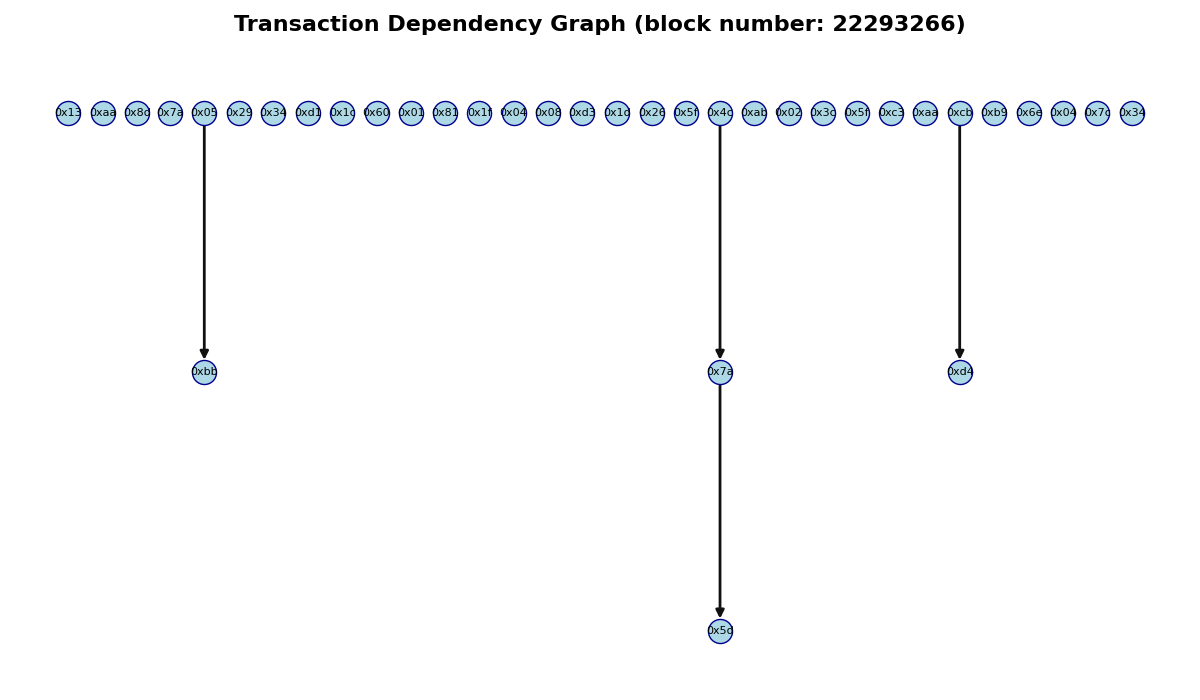 Transaction Dependency Graph (block number: 22293266)
0x13 0xaa 0x8d 0x7a 0x05 0x29 0x34 0xd1 0x1c 0x60 0x01 0x81 0x1f 0x04 0x08 0xd3 0x1d 0x26 0x5f 0x4c 0xab 0x02 0x3c 0x5f 0xc3 0xaa 0xcb 0xb9 0x6e 0x04 0x7c 0x34
0xbb 0x7a 0xd4
0x5d